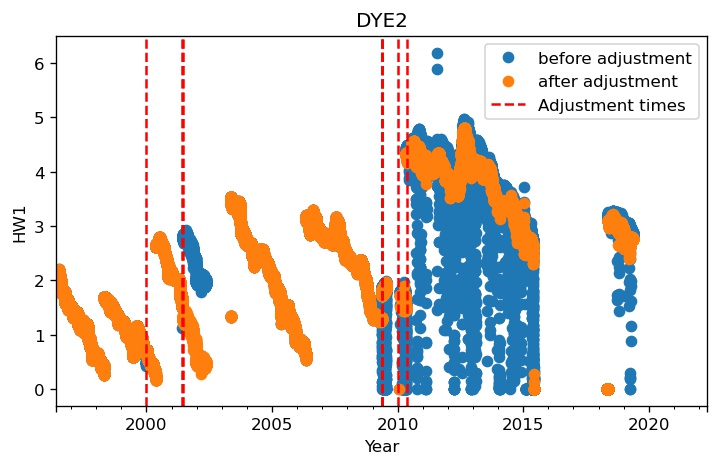 DYE2
before adjustment
after adjustment
Adjustment times
HW1
6
5
4
3
2
1
0
2000 2005 2010 2015 2020
Year